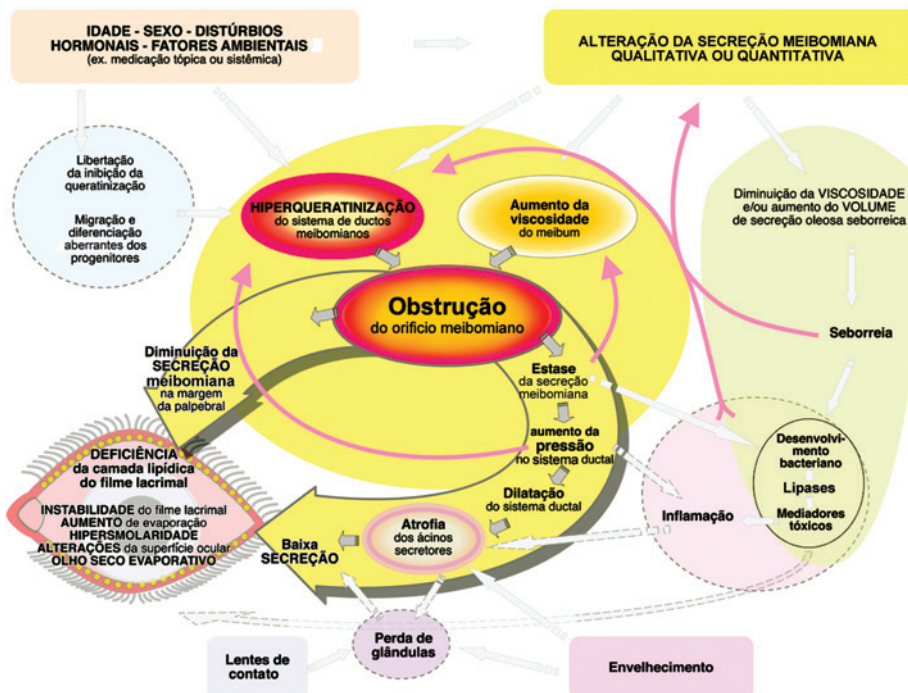 IDADE - SEXO - DISTÚRBIOS
HORMONAIS - FATORES AMBIENTAIS
(ex. medicação tópica ou sistêmica)
ALTERAÇÃO DA SECREÇÃO MEIBOMIANA
QUALITATIVA OU QUANTITATIVA
Libertação
da inibição da
queratinização
Migração e
diferenciação
aberrantes dos
progenitores
HIPERQUERATINIZAÇÃO
do sistema de ductos
meibomianos
Aumento da
viscosidade
do meibum
Diminuição da VISCOSIDADE
e/ou aumento do VOLUME
de secreção oleosa seborreica
Obstrução
do orificio meibomiano
Seborreia
Diminuição da
SECREÇÃO
meibomiana
na margem
da palpebral
Estase
da secreção
meibomiana
aumento da
pressão
no sistema ductal
Dilatação
do sistema ductal
Desenvolvi-
mento
bacteriano
Lipases
Mediadores
tóxicos
Inflamação
DEFICIÊNCIA
da camada lipídica
do filme lacrimal
INSTABILIDADE do filme lacrimal
AUMENTO de evaporação
HIPERSMOLARIDADE
ALTERAÇÕES da superfície ocular
OLHO SECO EVAPORATIVO
Atrofia
dos ácinos
secretores
Baixa
SECREÇÃO
Perda de
glândulas
Lentes de
contato
Envelhecimento